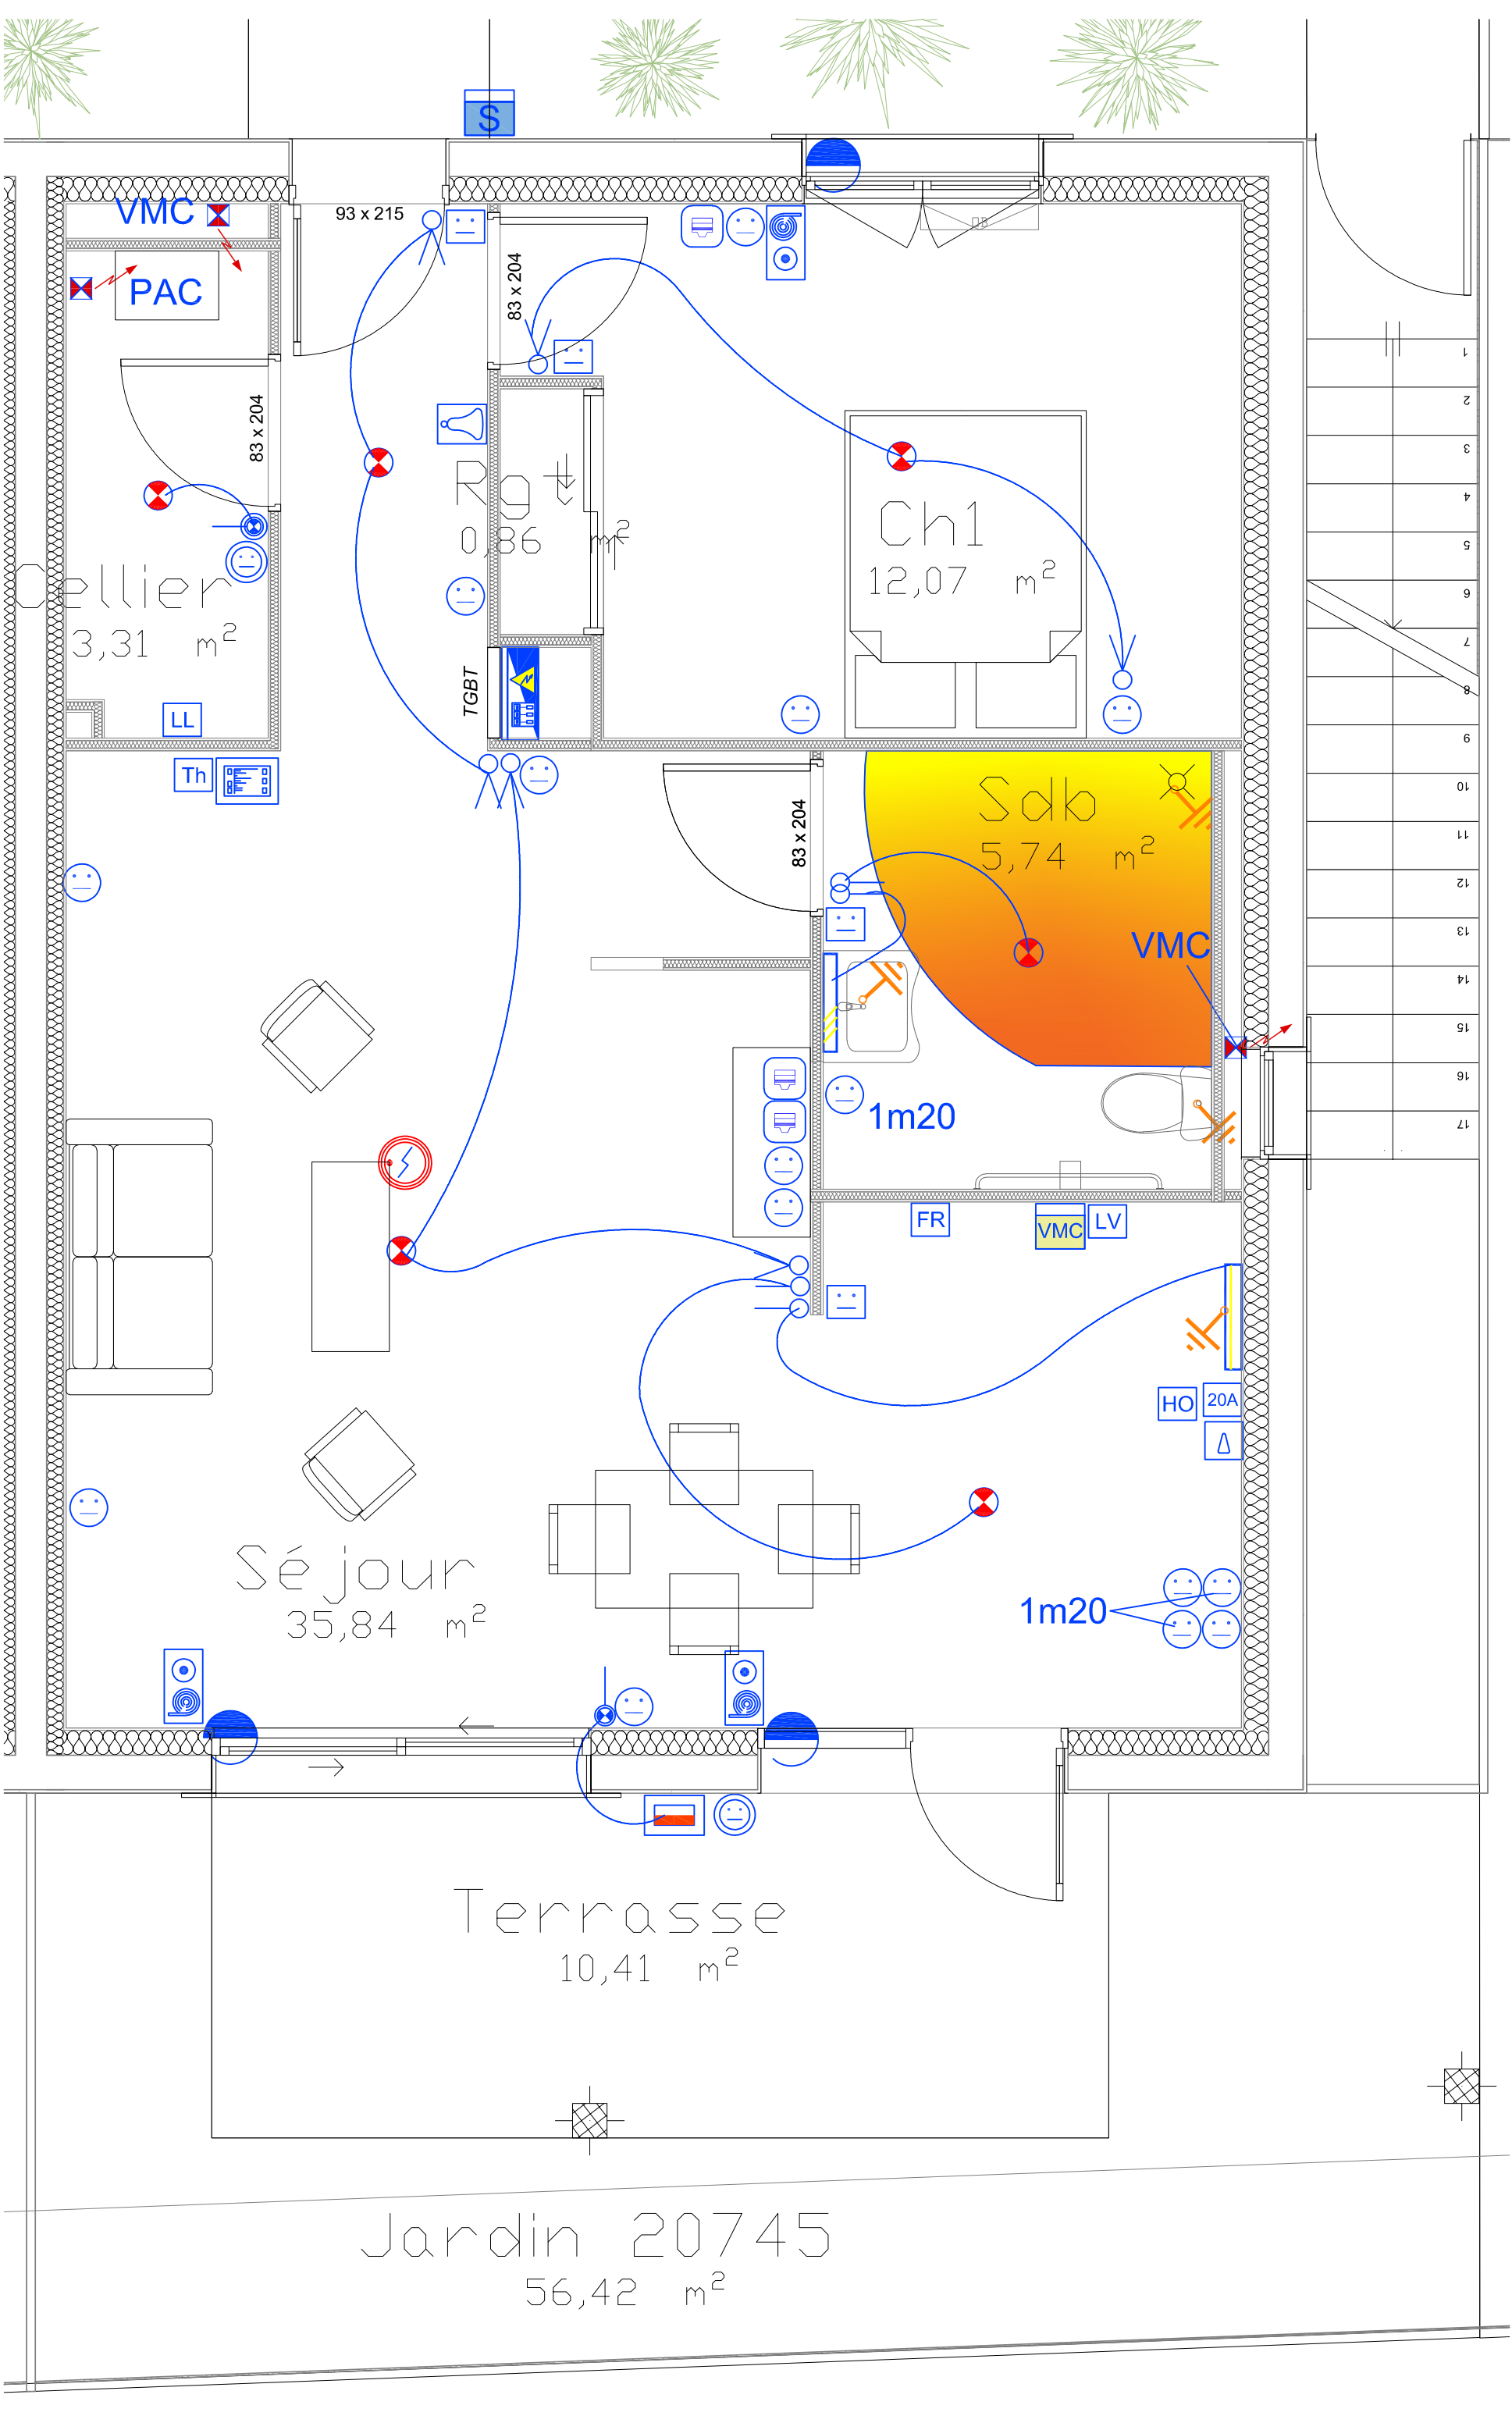 S
VMC
93 x 215
83 x 204
PAC
83 x 204
Rgt
0,86 m²
Ch1
12,07 m²
Cellier
3,31 m²
LL
TGBT
Th
83 x 204
Sdb
5,74 m²
VMC
1m20
FR
VMC
LV
HO
20A
Séjour
35,84 m²
1m20
Terrasse
10,41 m²
Jardin 20745
56,42 m²
1
2
3
4
5
6
7
8
9
10
11
12
13
14
15
16
17